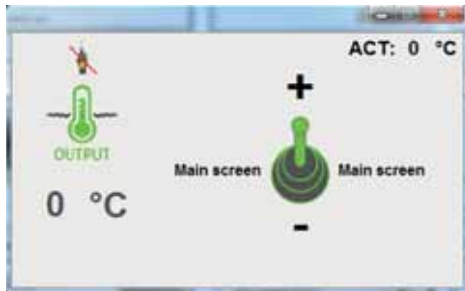 ACT: 0 °C
+
OUTPUT
Main screen Main screen
0 °C
-